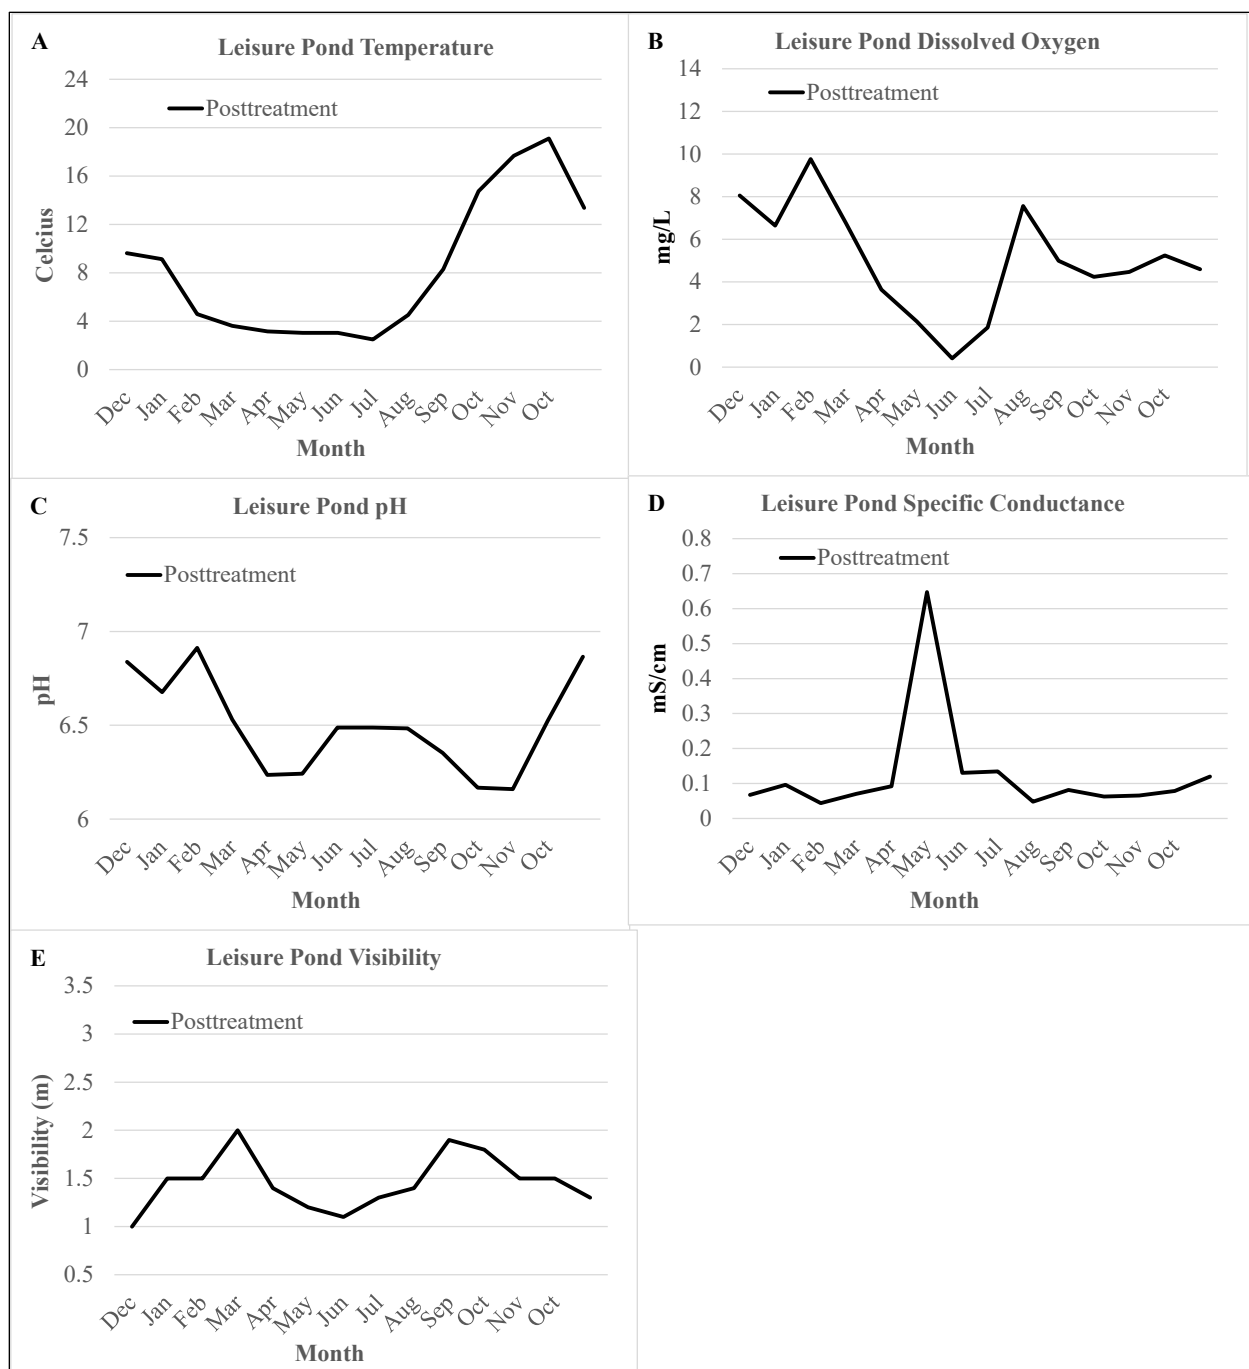 A
Leisure Pond Temperature
24
20
16
12
8
4
0
Celcius
Posttreatment
Dec Jan Feb Mar Apr May Jun Jul Aug Sep Oct Nov Oct
Month
B
Leisure Pond Dissolved Oxygen
14
12
10
8
6
4
2
0
mg/L
Posttreatment
Dec Jan Feb Mar Apr May Jun Jul Aug Sep Oct Nov Oct
Month
C
Leisure Pond pH
7.5
7
6.5
6
pH
Posttreatment
Dec Jan Feb Mar Apr May Jun Jul Aug Sep Oct Nov Oct
Month
D
Leisure Pond Specific Conductance
0.8
0.7
0.6
0.5
0.4
0.3
0.2
0.1
0
mS/cm
Posttreatment
Dec Jan Feb Mar Apr May Jun Jul Aug Sep Oct Nov Oct
Month
E
Leisure Pond Visibility
3.5
3
2.5
2
1.5
1
0.5
Visibility (m)
Posttreatment
Dec Jan Feb Mar Apr May Jun Jul Aug Sep Oct Nov Oct
Month